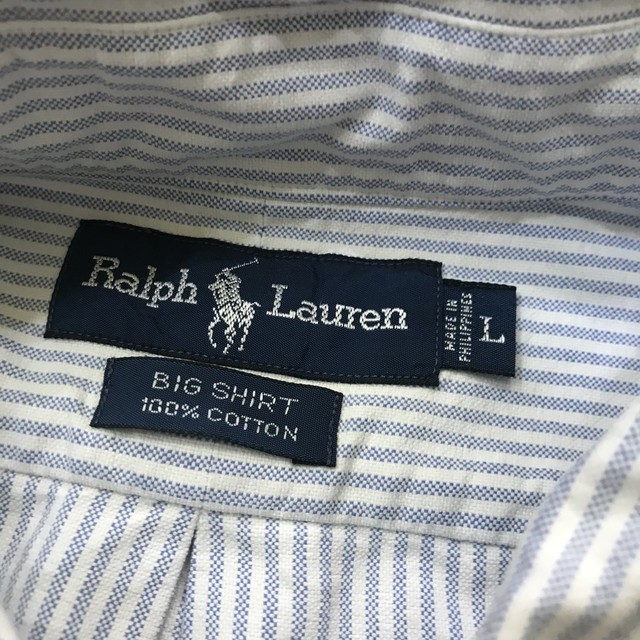 Ralph Lauren
MADE IN
PHILIPPINES
L
BIG SHIRT
100% COTTON